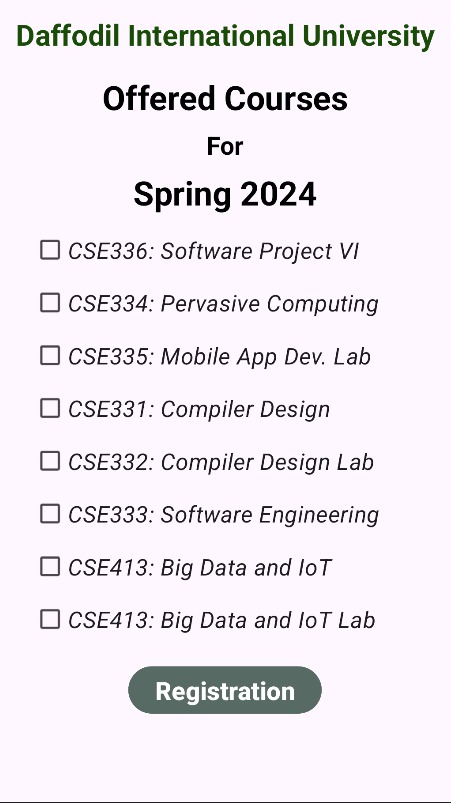 Daffodil International University
Offered Courses
For
Spring 2024
CSE336: Software Project VI
CSE334: Pervasive Computing
CSE335: Mobile App Dev. Lab
CSE331: Compiler Design
CSE332: Compiler Design Lab
CSE333: Software Engineering
CSE413: Big Data and IoT
CSE413: Big Data and IoT Lab
Registration